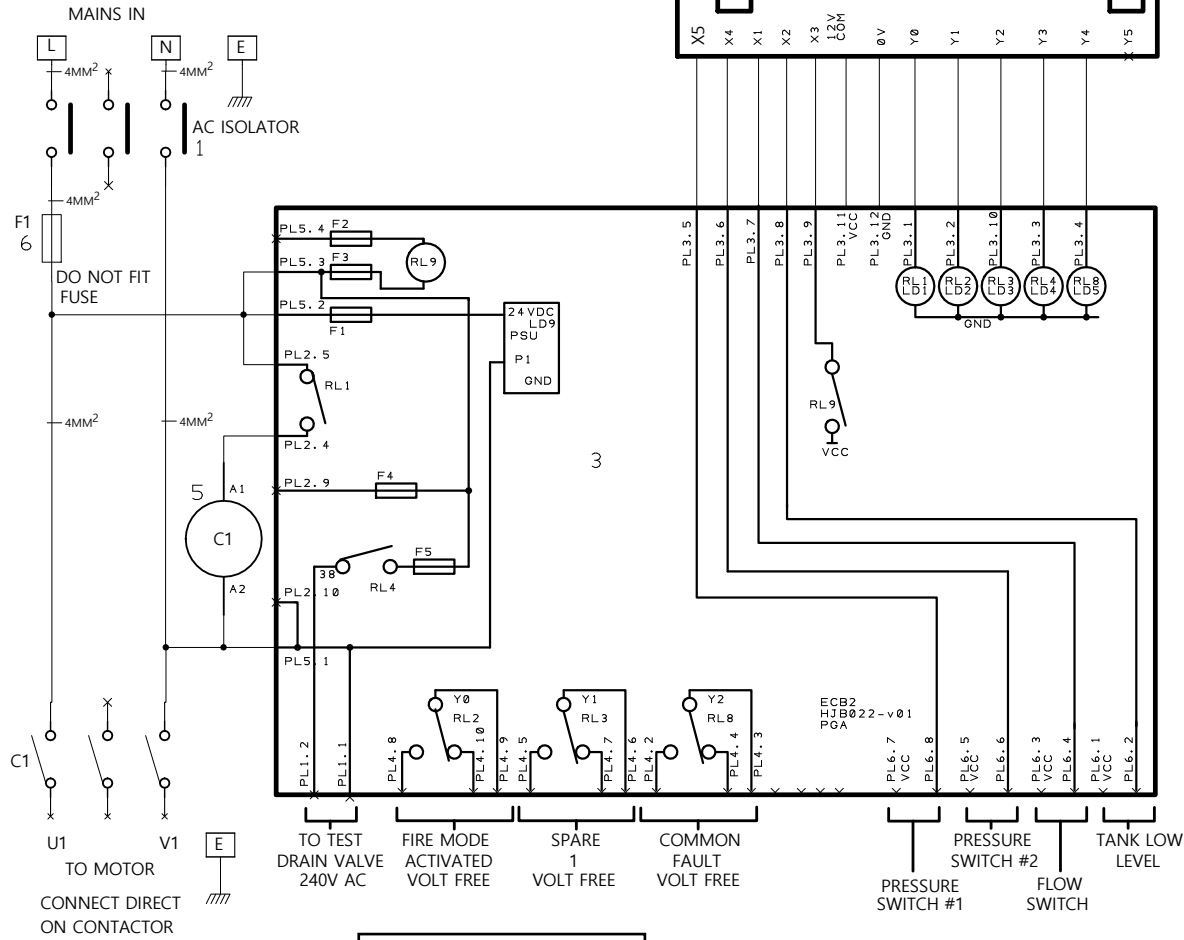 MAINS IN
L
N
E
4MM²
4MM²
AC ISOLATOR
1
4MM²
F1
6
DO NOT FIT
FUSE
4MM²
4MM²
5
A1
C1
A2
C1
U1
V1
E
TO MOTOR
CONNECT DIRECT
ON CONTACTOR
X5
X4
X1
X2
X3
12V
COM
0V
Y0
Y1
Y2
Y3
Y4
Y5
PL5.4
F2
RL9
PL5.3
F3
PL5.2
F1
24VDC
LD9
PSU
P1
GND
PL2.5
RL1
PL2.4
PL2.9
F4
38
RL4
F5
PL2.10
PL5.1
3
PL3.5
PL3.6
PL3.7
PL3.8
PL3.9
PL3.11
VCC
PL3.12
GND
PL3.1
PL3.2
PL3.10
PL3.3
PL3.4
RL1
LD1
RL2
LD2
RL3
LD3
RL4
LD4
RL8
LD5
GND
RL9
VCC
ECB2
HJB022-v01
PGA
PL1.2
PL1.1
PL4.8
Y0
RL2
PL4.10
PL4.9
PL4.5
Y1
RL3
PL4.7
PL4.6
PL4.2
Y2
RL8
PL4.4
PL4.3
PL6.7
VCC
PL6.8
PL6.5
VCC
PL6.6
PL6.3
VCC
PL6.4
PL6.1
VCC
PL6.2
TO TEST
DRAIN VALVE
240V AC
FIRE MODE
ACTIVATED
VOLT FREE
SPARE
1
VOLT FREE
COMMON
FAULT
VOLT FREE
PRESSURE
SWITCH #1
PRESSURE
SWITCH #2
FLOW
SWITCH
TANK LOW
LEVEL